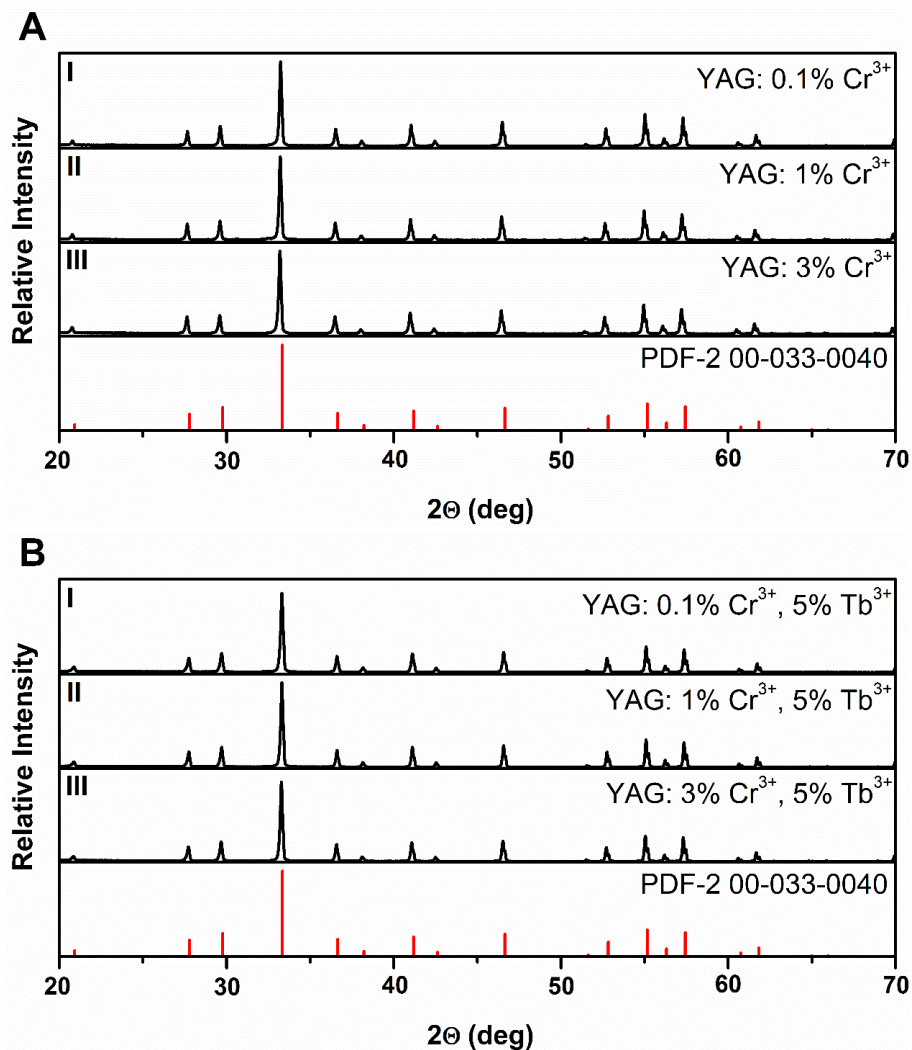 A
I
YAG: 0.1% Cr³⁺
II
YAG: 1% Cr³⁺
III
YAG: 3% Cr³⁺
PDF-2 00-033-0040
Relative Intensity
20 30 40 50 60 70
2Θ (deg)
B
I
YAG: 0.1% Cr³⁺, 5% Tb³⁺
II
YAG: 1% Cr³⁺, 5% Tb³⁺
III
YAG: 3% Cr³⁺, 5% Tb³⁺
PDF-2 00-033-0040
Relative Intensity
20 30 40 50 60 70
2Θ (deg)